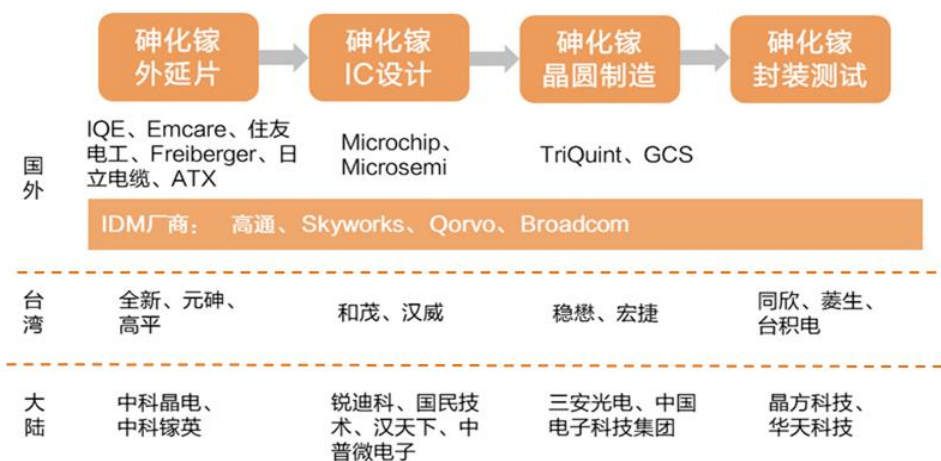 砷化镓
外延片
砷化镓
IC设计
砷化镓
晶圆制造
砷化镓
封装测试
国外
IQE、Emcare、住友
电工、Freiberger、日
立电缆、ATX
Microchip、
Microsemi
TriQuint、GCS
IDM厂商： 高通、Skyworks、Qorvo、Broadcom
台湾
全新、元砷、
高平
和茂、汉威
稳懋、宏捷
同欣、菱生、
台积电
大陆
中科晶电、
中科镓英
锐迪科、国民技
术、汉天下、中
普微电子
三安光电、中国
电子科技集团
晶方科技、
华天科技